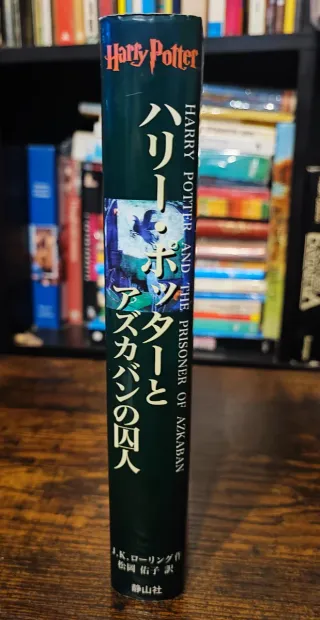 Harry Potter
ハリー・ポッターと
アズカバンの囚人
HARRY POTTER AND THE PRISONER OF AZKABAN
J.K.ローリング作
松岡 佑子 訳
静山社